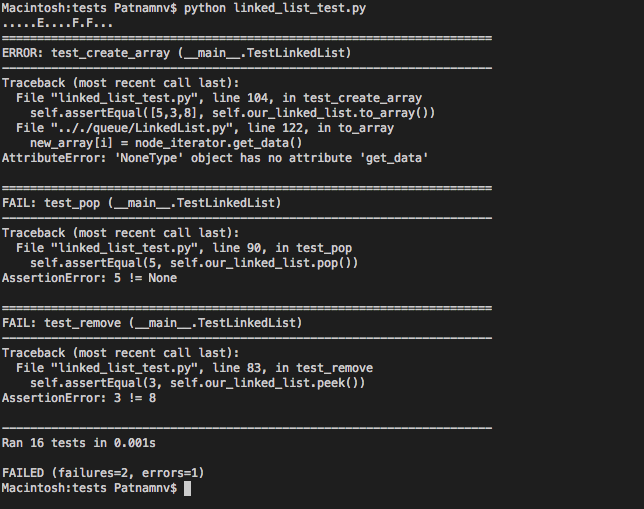 Macintosh:tests Patnamnv$ python linked_list_test.py
.....E....F.F...
======================================================================
ERROR: test_create_array (__main__.TestLinkedList)
----------------------------------------------------------------------
Traceback (most recent call last):
  File "linked_list_test.py", line 104, in test_create_array
    self.assertEqual([5,3,8], self.our_linked_list.to_array())
  File ".././queue/LinkedList.py", line 122, in to_array
    new_array[i] = node_iterator.get_data()
AttributeError: 'NoneType' object has no attribute 'get_data'

======================================================================
FAIL: test_pop (__main__.TestLinkedList)
----------------------------------------------------------------------
Traceback (most recent call last):
  File "linked_list_test.py", line 90, in test_pop
    self.assertEqual(5, self.our_linked_list.pop())
AssertionError: 5 != None

======================================================================
FAIL: test_remove (__main__.TestLinkedList)
----------------------------------------------------------------------
Traceback (most recent call last):
  File "linked_list_test.py", line 83, in test_remove
    self.assertEqual(3, self.our_linked_list.peek())
AssertionError: 3 != 8

----------------------------------------------------------------------
Ran 16 tests in 0.001s

FAILED (failures=2, errors=1)
Macintosh:tests Patnamnv$